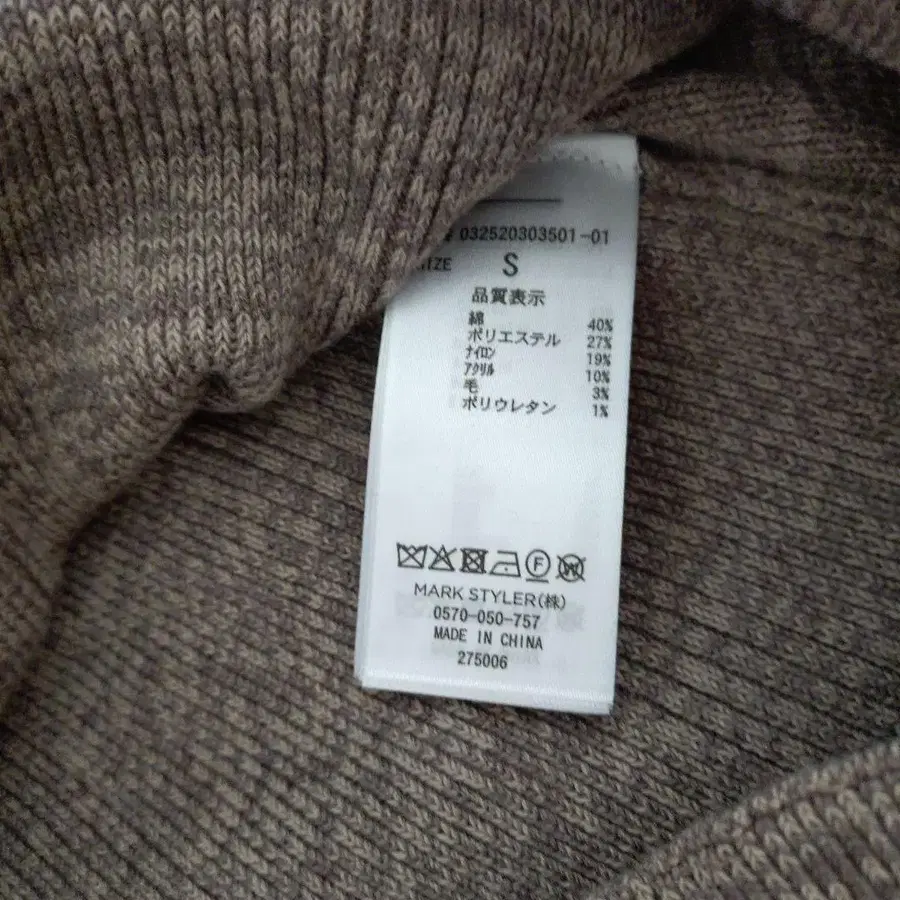 032520303501-01
SIZE S
品質表示
綿 40%
ポリエステル 27%
ナイロン 19%
アクリル 10%
毛 3%
ポリウレタン 1%
F W
MARK STYLER(株)
0570-050-757
MADE IN CHINA
275006